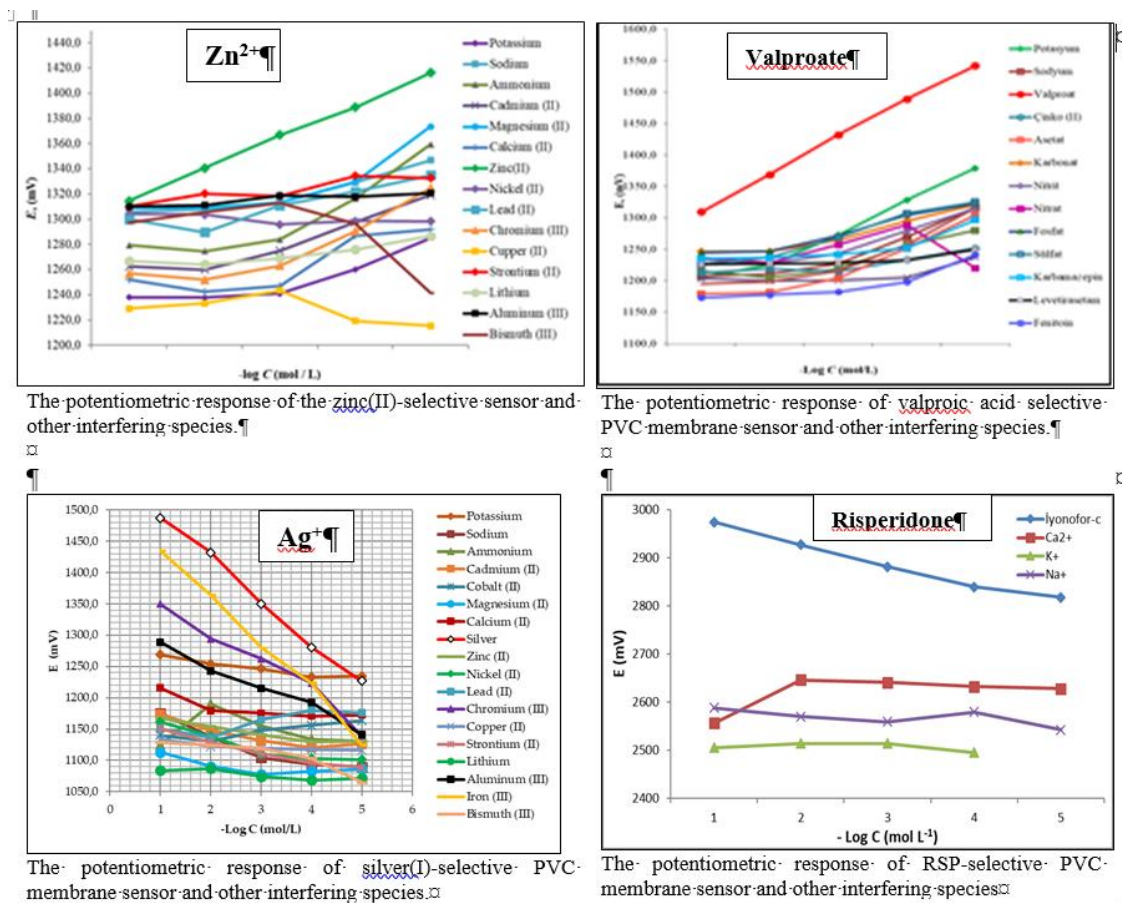 Zn2+¶
1440,0
1420,0
1400,0
1380,0
1360,0
1340,0
1320,0
1300,0
1280,0
1260,0
1240,0
1220,0
1200,0
E, (mV)
-log C (mol / L)
Potassium
Sodium
Ammonium
Cadmium (II)
Magnesium (II)
Calcium (II)
Zinc(II)
Nickel (II)
Lead (II)
Chromium (III)
Cupper (II)
Strontium (II)
Lithium
Aluminum (III)
Bismuth (III)
The potentiometric response of the zinc(II)-selective sensor and
other interfering species.¶
Valproate¶
1600,0
1550,0
1500,0
1450,0
1400,0
1350,0
1300,0
1250,0
1200,0
1150,0
1100,0
E, (mV)
-Log C (mol/L)
Potasyum
Sodyum
Valproat
Çinko (II)
Asetat
Karbonat
Nitrit
Nitrat
Fosfat
Sülfat
Karbamazepin
Levetirasetam
Fenitoin
The potentiometric response of valproic acid selective
PVC membrane sensor and other interfering species.¶
Ag+¶
1500,0
1450,0
1400,0
1350,0
1300,0
1250,0
1200,0
1150,0
1100,0
1050,0
E (mV)
0 1 2 3 4 5 6
-Log C (mol/L)
Potassium
Sodium
Ammonium
Cadmium (II)
Cobalt (II)
Magnesium (II)
Calcium (II)
Silver
Zinc (II)
Nickel (II)
Lead (II)
Chromium (III)
Copper (II)
Strontium (II)
Lithium
Aluminum (III)
Iron (III)
Bismuth (III)
The potentiometric response of silver(I)-selective PVC
membrane sensor and other interfering species.¤
Risperidone¶
3000
2900
2800
2700
2600
2500
2400
E (mV)
1 2 3 4 5
- Log C (mol L-1)
İyonofor-c
Ca2+
K+
Na+
The potentiometric response of RSP-selective PVC
membrane sensor and other interfering species¤